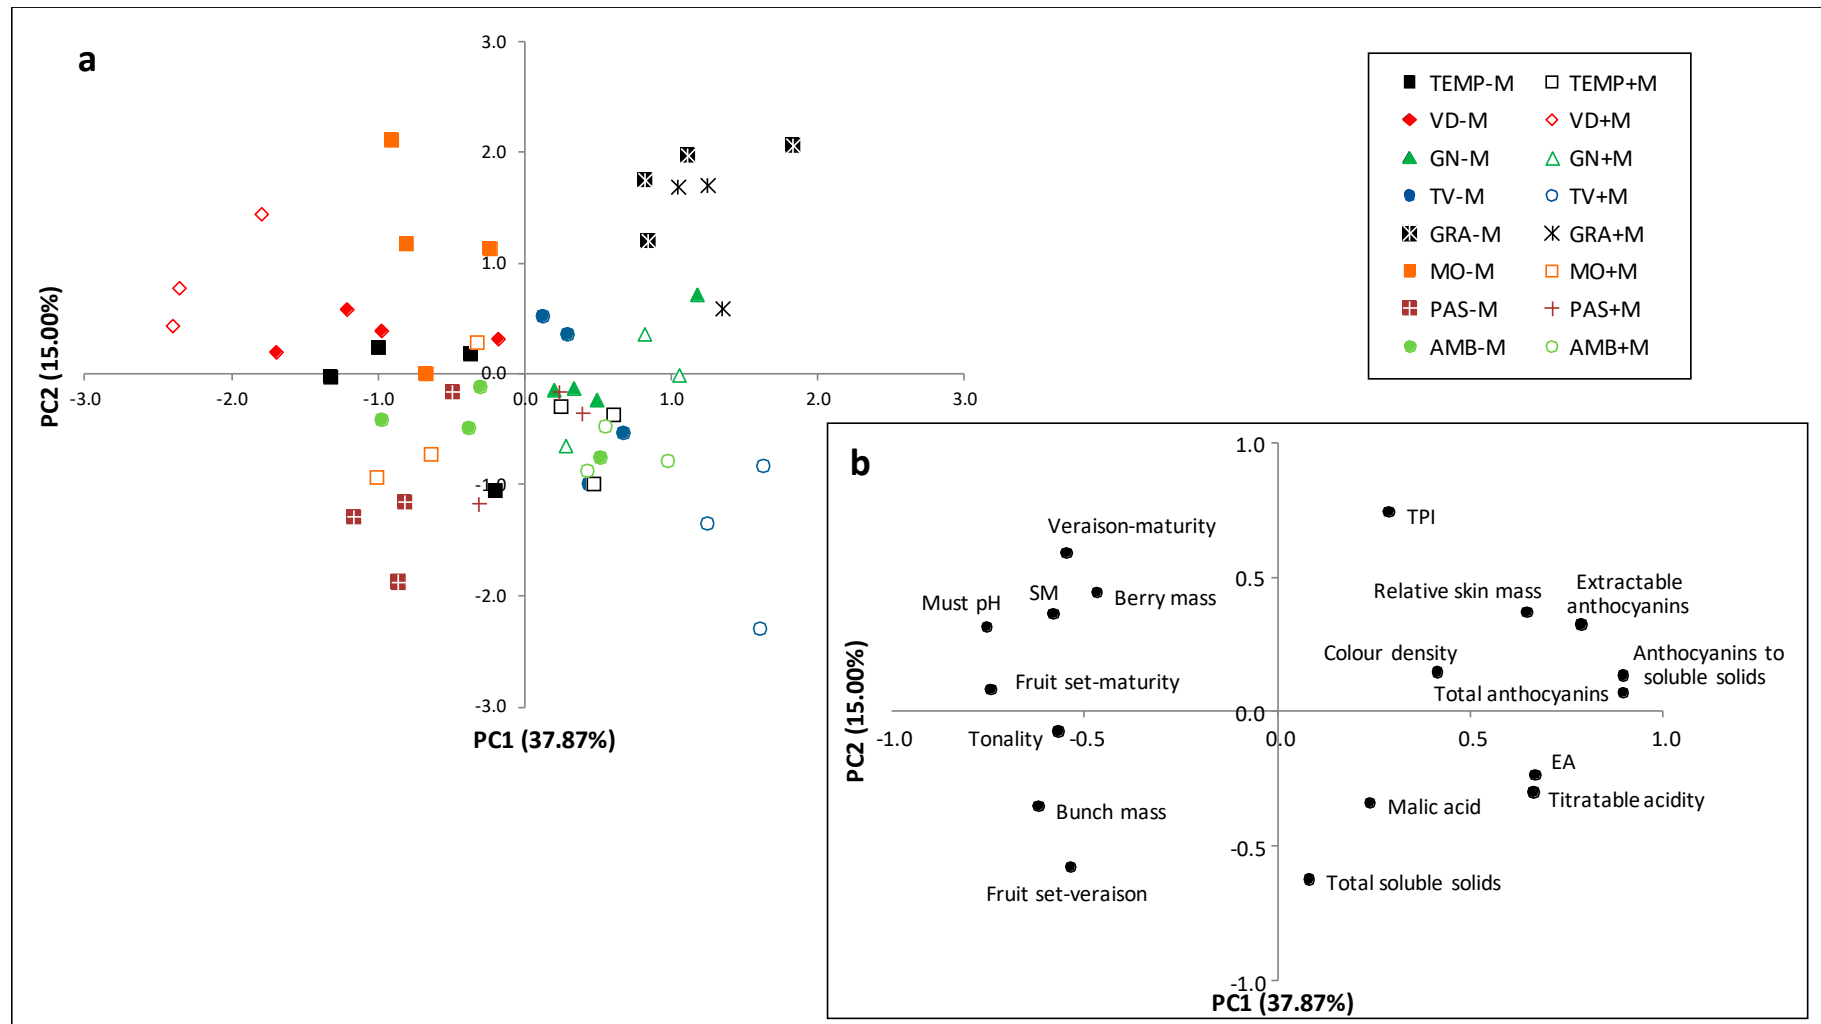 a
3.0
2.0
1.0
0.0
-1.0
-2.0
-3.0
-3.0 -2.0 -1.0 0.0 1.0 2.0 3.0
PC2 (15.00%)
PC1 (37.87%)
TEMP-M TEMP+M
VD-M VD+M
GN-M GN+M
TV-M TV+M
GRA-M GRA+M
MO-M MO+M
PAS-M PAS+M
AMB-M AMB+M
b
1.0
0.5
0.0
-0.5
-1.0
-1.0 -0.5 0.0 0.5 1.0
PC2 (15.00%)
PC1 (37.87%)
TPI
Veraison-maturity
SM
Berry mass
Must pH
Fruit set-maturity
Tonality
Bunch mass
Fruit set-veraison
Relative skin mass
Extractable
anthocyanins
Colour density
Anthocyanins to
soluble solids
Total anthocyanins
EA
Titratable acidity
Malic acid
Total soluble solids